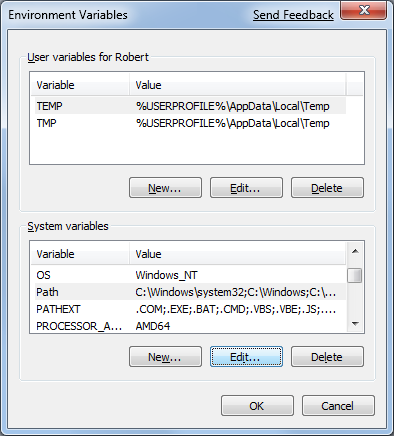 Environment Variables Send Feedback
User variables for Robert
Variable Value
TEMP %USERPROFILE%\AppData\Local\Temp
TMP %USERPROFILE%\AppData\Local\Temp
New... Edit... Delete
System variables
Variable Value
OS Windows_NT
Path C:\Windows\system32;C:\Windows;C:\...
PATHEXT .COM;.EXE;.BAT;.CMD;.VBS;.VBE;.JS;....
PROCESSOR_A... AMD64
New... Edit... Delete
OK Cancel